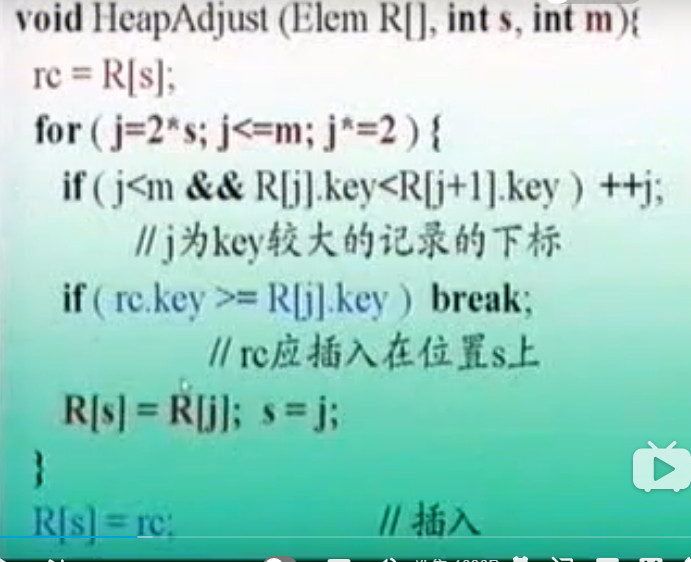 void HeapAdjust (Elem R[], int s, int m){
rc = R[s];
for ( j=2*s; j<=m; j*=2 ) {
if ( j<m && R[j].key<R[j+1].key ) ++j;
// j为key较大的记录的下标
if ( rc.key >= R[j].key ) break;
// rc应插入在位置s上
R[s] = R[j]; s = j;
}
R[s] = rc; // 插入